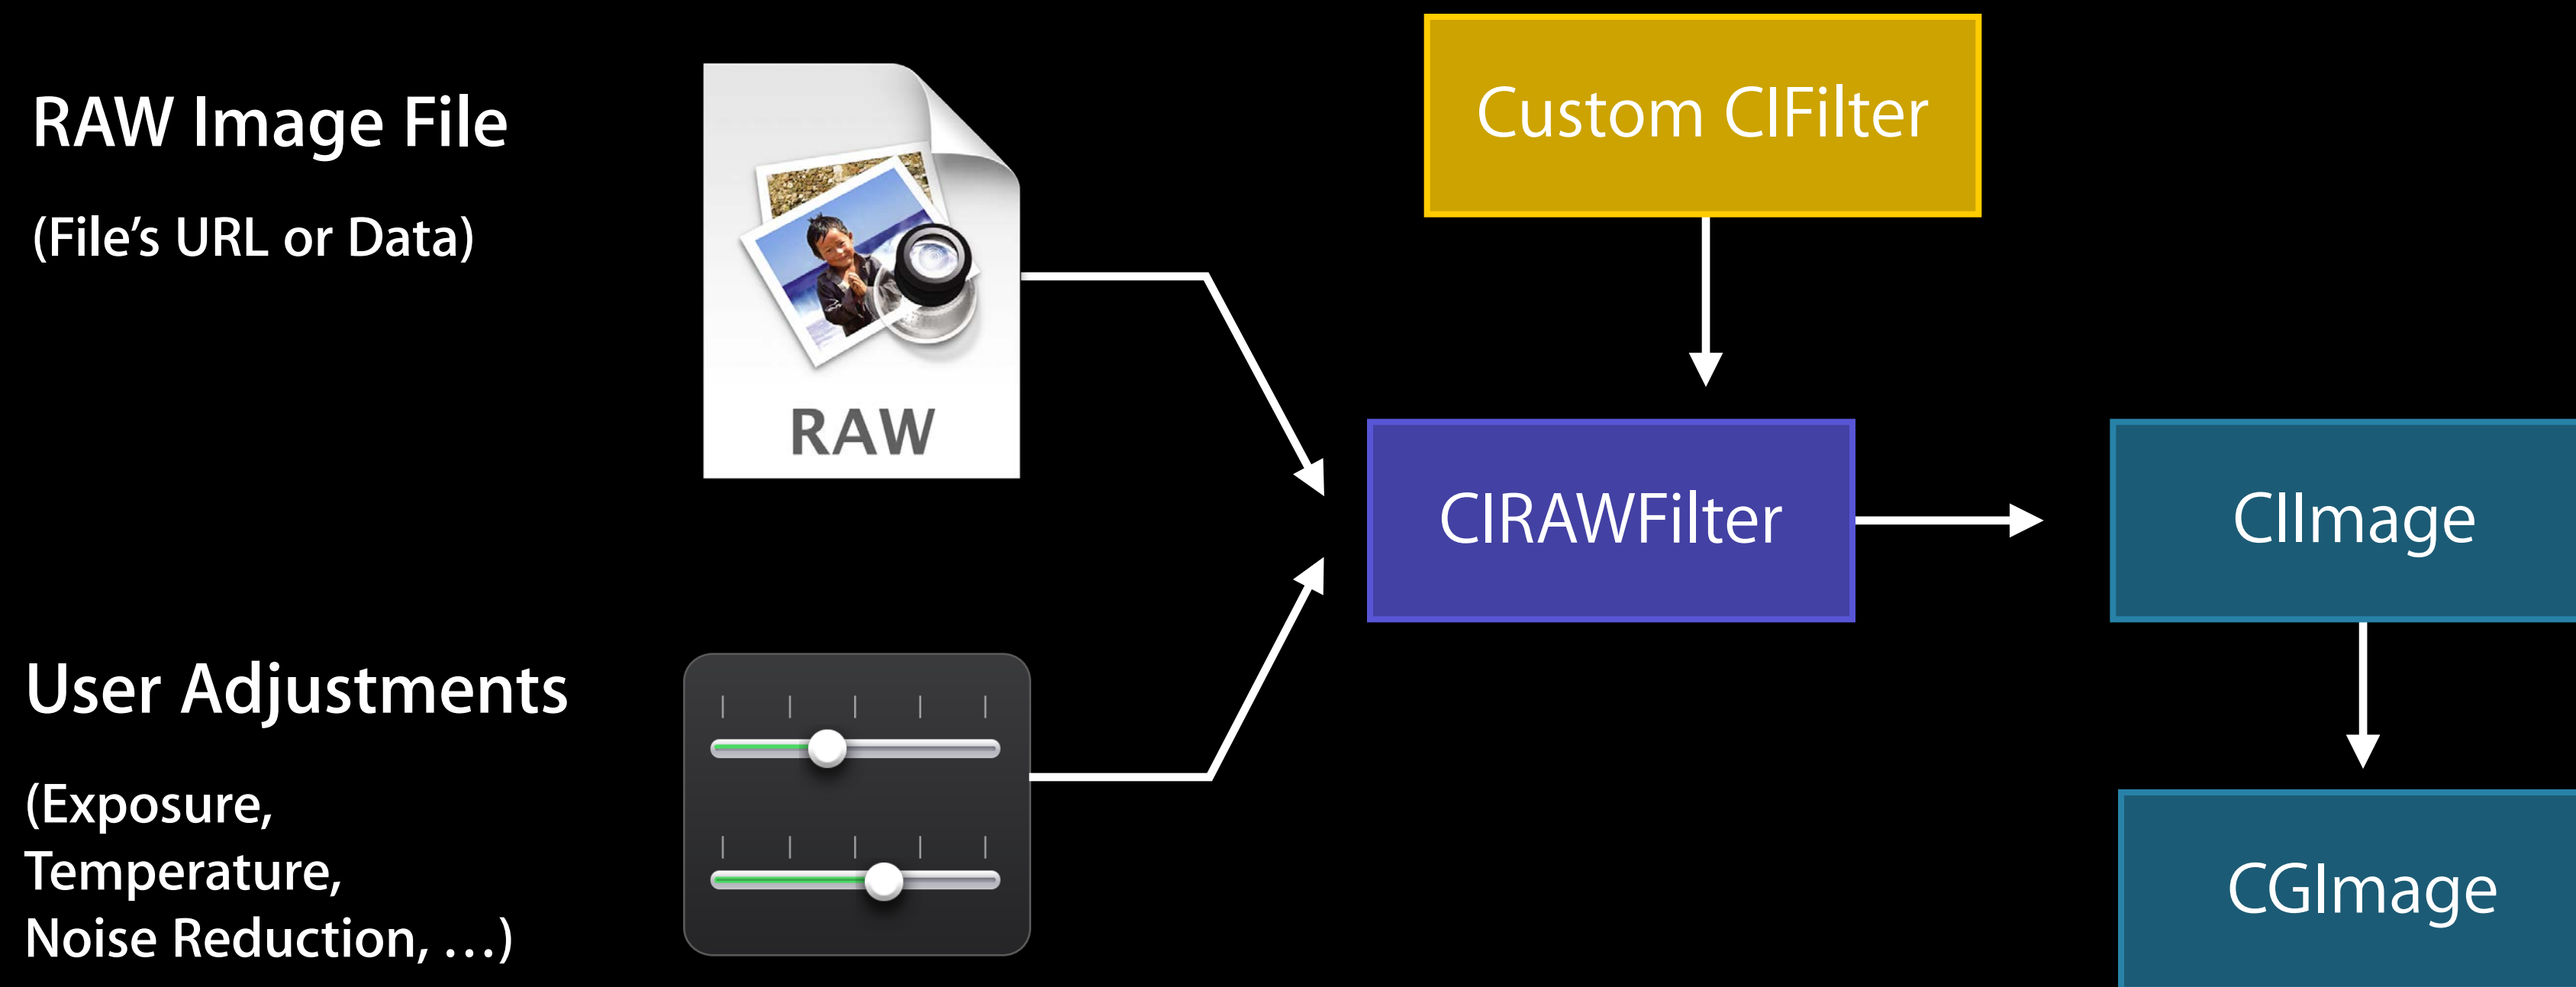 RAW Image File
(File’s URL or Data)
RAW
User Adjustments
(Exposure,
Temperature,
Noise Reduction, …)
Custom CIFilter
CIRAWFilter
CIImage
CGImage